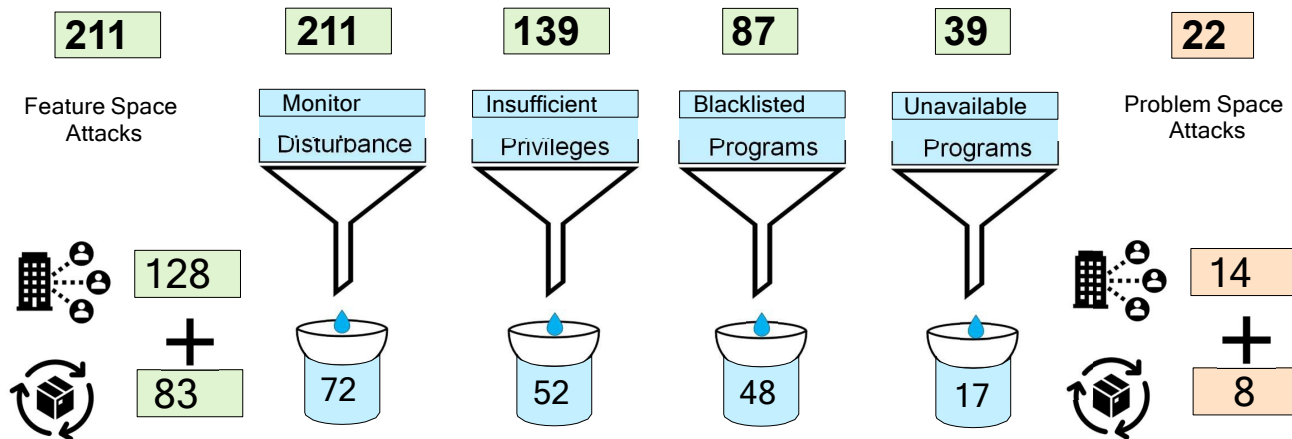 211
211
139
87
39
22
Feature Space
Attacks
Monitor
Disturbance
Insufficient
Privileges
Blacklisted
Programs
Unavailable
Programs
Problem Space
Attacks
128
+
83
72
52
48
17
14
+
8